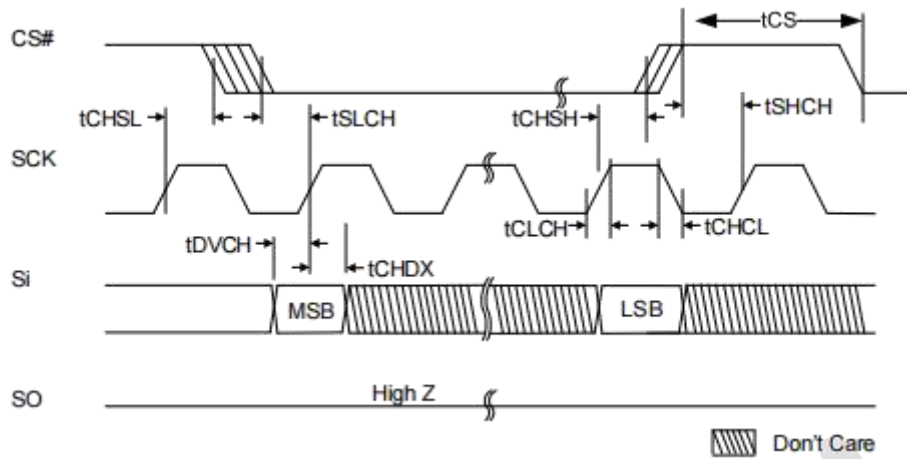 CS#
tCS
tCHSL
tSLCH
tCHSH
tSHCH
SCK
tCLCH
tCHCL
tDVCH
tCHDX
Si
MSB
LSB
SO
High Z
Don't Care